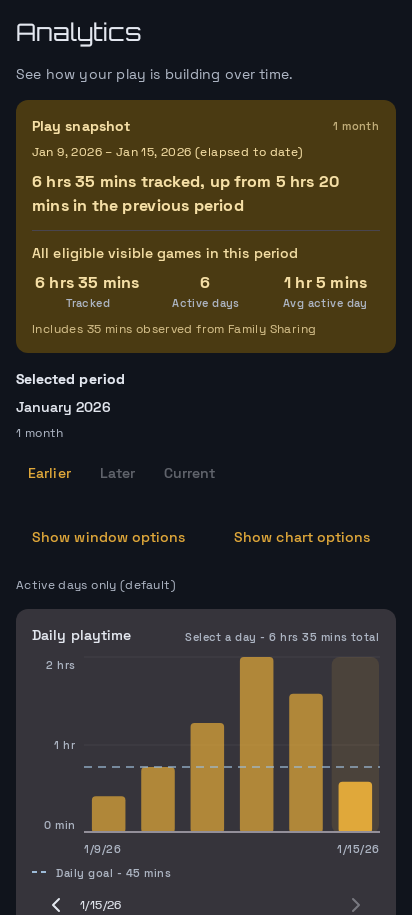 Analytics
See how your play is building over time.
Play snapshot
1 month
Jan 9, 2026 – Jan 15, 2026 (elapsed to date)
6 hrs 35 mins tracked, up from 5 hrs 20
mins in the previous period
All eligible visible games in this period
6 hrs 35 mins
6
1 hr 5 mins
Tracked
Active days
Avg active day
Includes 35 mins observed from Family Sharing
Selected period
January 2026
1 month
Earlier
Later
Current
Show window options
Show chart options
Active days only (default)
Daily playtime
Select a day - 6 hrs 35 mins total
2 hrs
1 hr
0 min
1/9/26
1/15/26
Daily goal - 45 mins
1/15/26